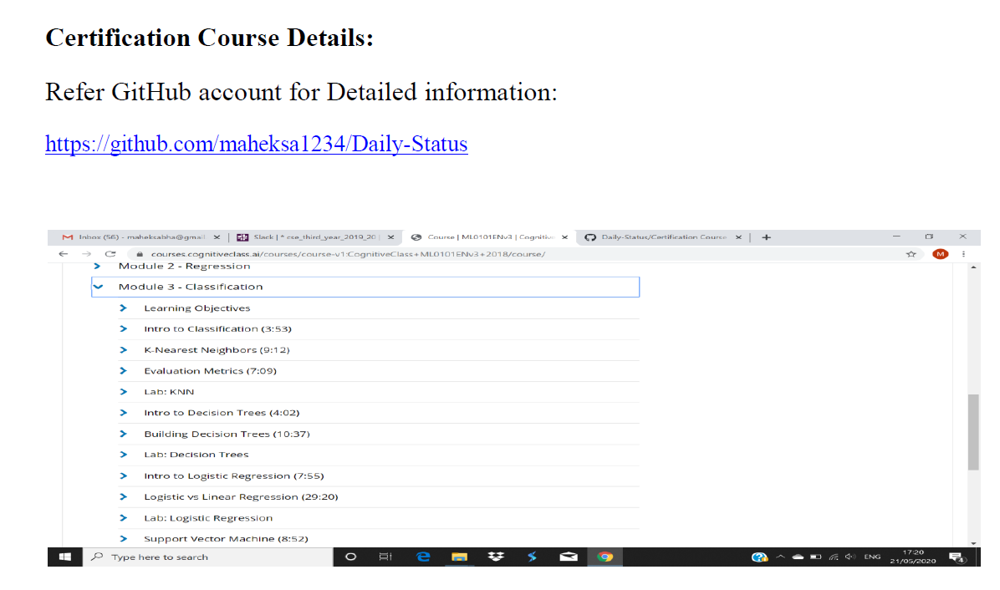 Certification Course Details:
Refer GitHub account for Detailed information:
https://github.com/maheksa1234/Daily-Status
Inbox (56) - maheksabha@gmail
Slack | * cse_third_year_2019_20 |
Course | ML0101ENv3 | Cognitive
Daily-Status/Certification Course
courses.cognitiveclass.ai/courses/course-v1:CognitiveClass+ML0101ENv3+2018/course/
M
Module 2 - Regression
Module 3 - Classification
Learning Objectives
Intro to Classification (3:53)
K-Nearest Neighbors (9:12)
Evaluation Metrics (7:09)
Lab: KNN
Intro to Decision Trees (4:02)
Building Decision Trees (10:37)
Lab: Decision Trees
Intro to Logistic Regression (7:55)
Logistic vs Linear Regression (29:20)
Lab: Logistic Regression
Support Vector Machine (8:52)
Type here to search
ENG
17:20
21/05/2020
4